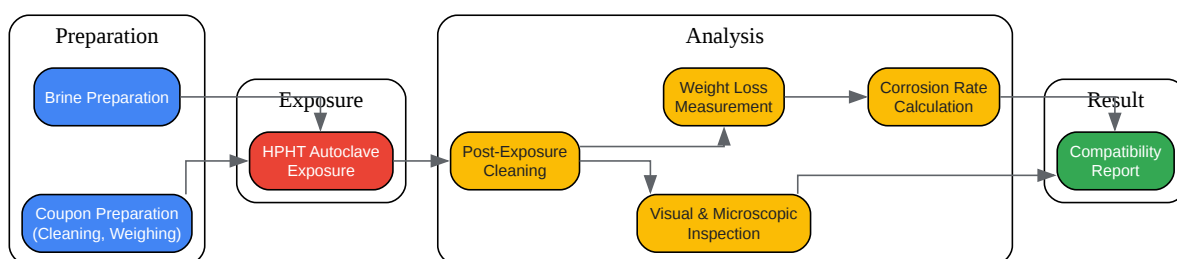 Preparation
Brine Preparation
Coupon Preparation
(Cleaning, Weighing)
Exposure
HPHT Autoclave
Exposure
Analysis
Post-Exposure
Cleaning
Weight Loss
Measurement
Corrosion Rate
Calculation
Visual & Microscopic
Inspection
Result
Compatibility
Report